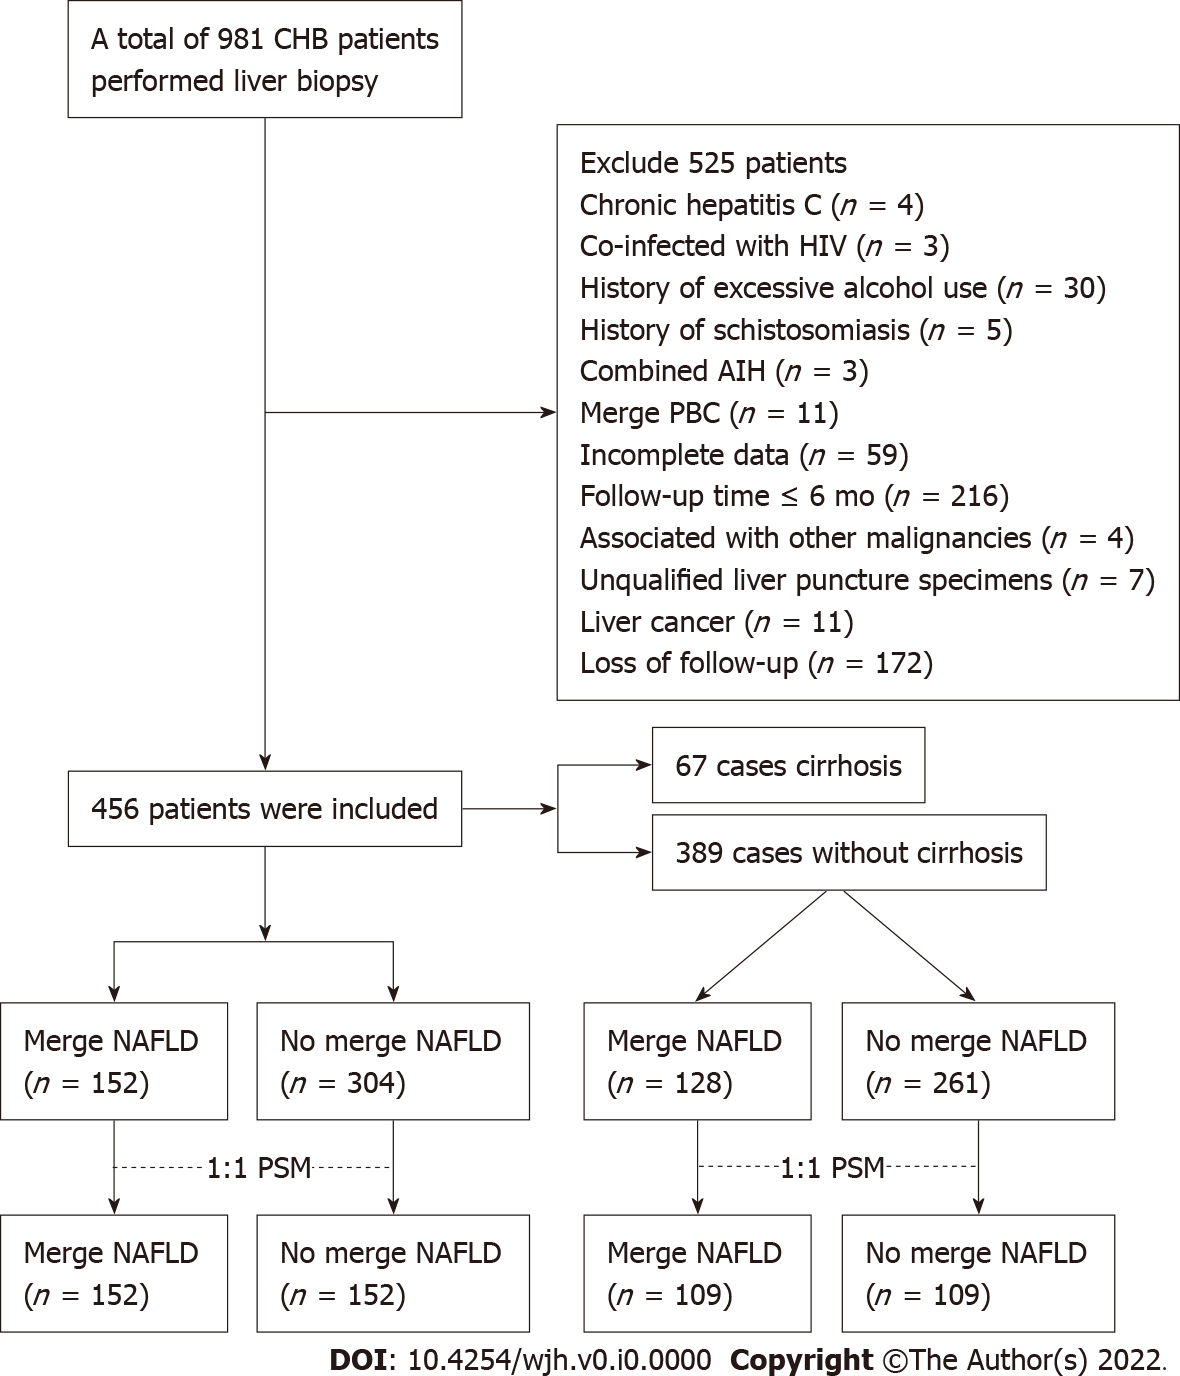 A total of 981 CHB patients
performed liver biopsy
Exclude 525 patients
Chronic hepatitis C (n = 4)
Co-infected with HIV (n = 3)
History of excessive alcohol use (n = 30)
History of schistosomiasis (n = 5)
Combined AIH (n = 3)
Merge PBC (n = 11)
Incomplete data (n = 59)
Follow-up time ≤ 6 mo (n = 216)
Associated with other malignancies (n = 4)
Unqualified liver puncture specimens (n = 7)
Liver cancer (n = 11)
Loss of follow-up (n = 172)
67 cases cirrhosis
456 patients were included
389 cases without cirrhosis
Merge NAFLD
(n = 152)
No merge NAFLD
(n = 304)
Merge NAFLD
(n = 128)
No merge NAFLD
(n = 261)
1:1 PSM
1:1 PSM
Merge NAFLD
(n = 152)
No merge NAFLD
(n = 152)
Merge NAFLD
(n = 109)
No merge NAFLD
(n = 109)
DOI: 10.4254/wjh.v0.i0.0000 Copyright ©The Author(s) 2022.